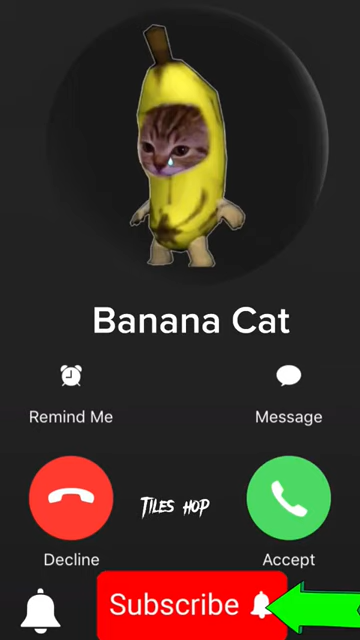 Banana Cat
Remind Me
Message
Tiles hop
Decline
Accept
Subscribe